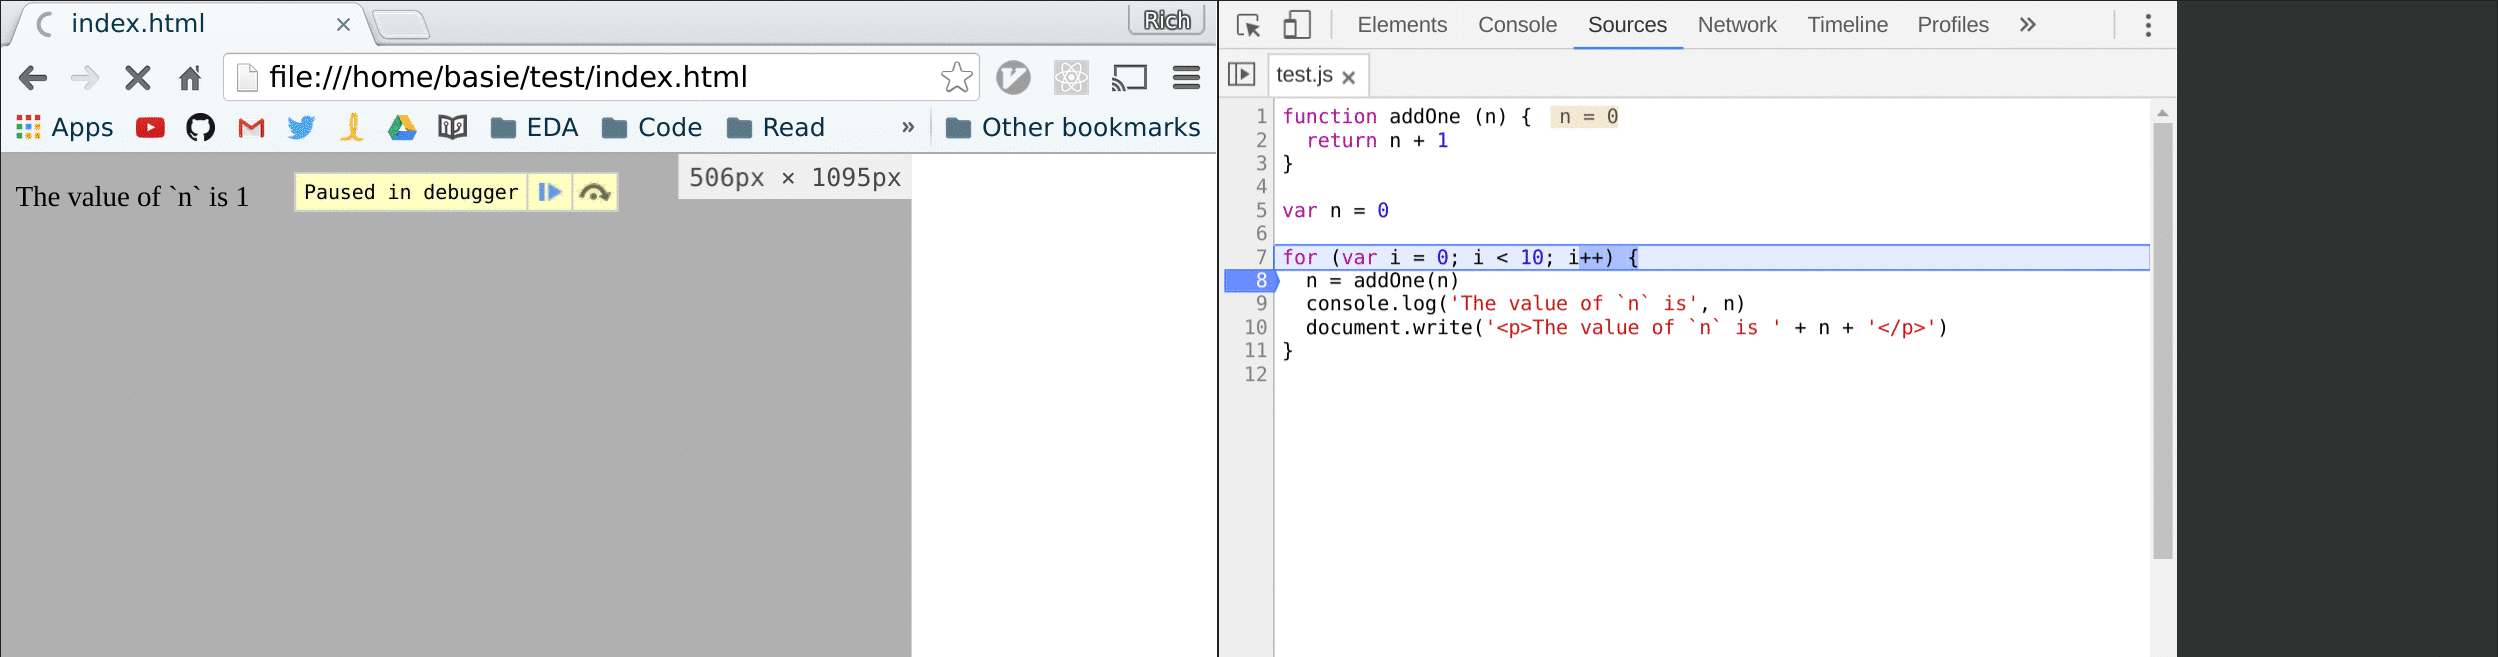 index.html
Rich
file:///home/basie/test/index.html
Apps EDA Code Read » Other bookmarks
The value of `n` is 1
Paused in debugger
506px × 1095px
Elements Console Sources Network Timeline Profiles »
test.js
1 function addOne (n) { n = 0
2 return n + 1
3 }
4
5 var n = 0
6
7 for (var i = 0; i < 10; i++) {
8 n = addOne(n)
9 console.log('The value of `n` is', n)
10 document.write('<p>The value of `n` is ' + n + '</p>')
11 }
12